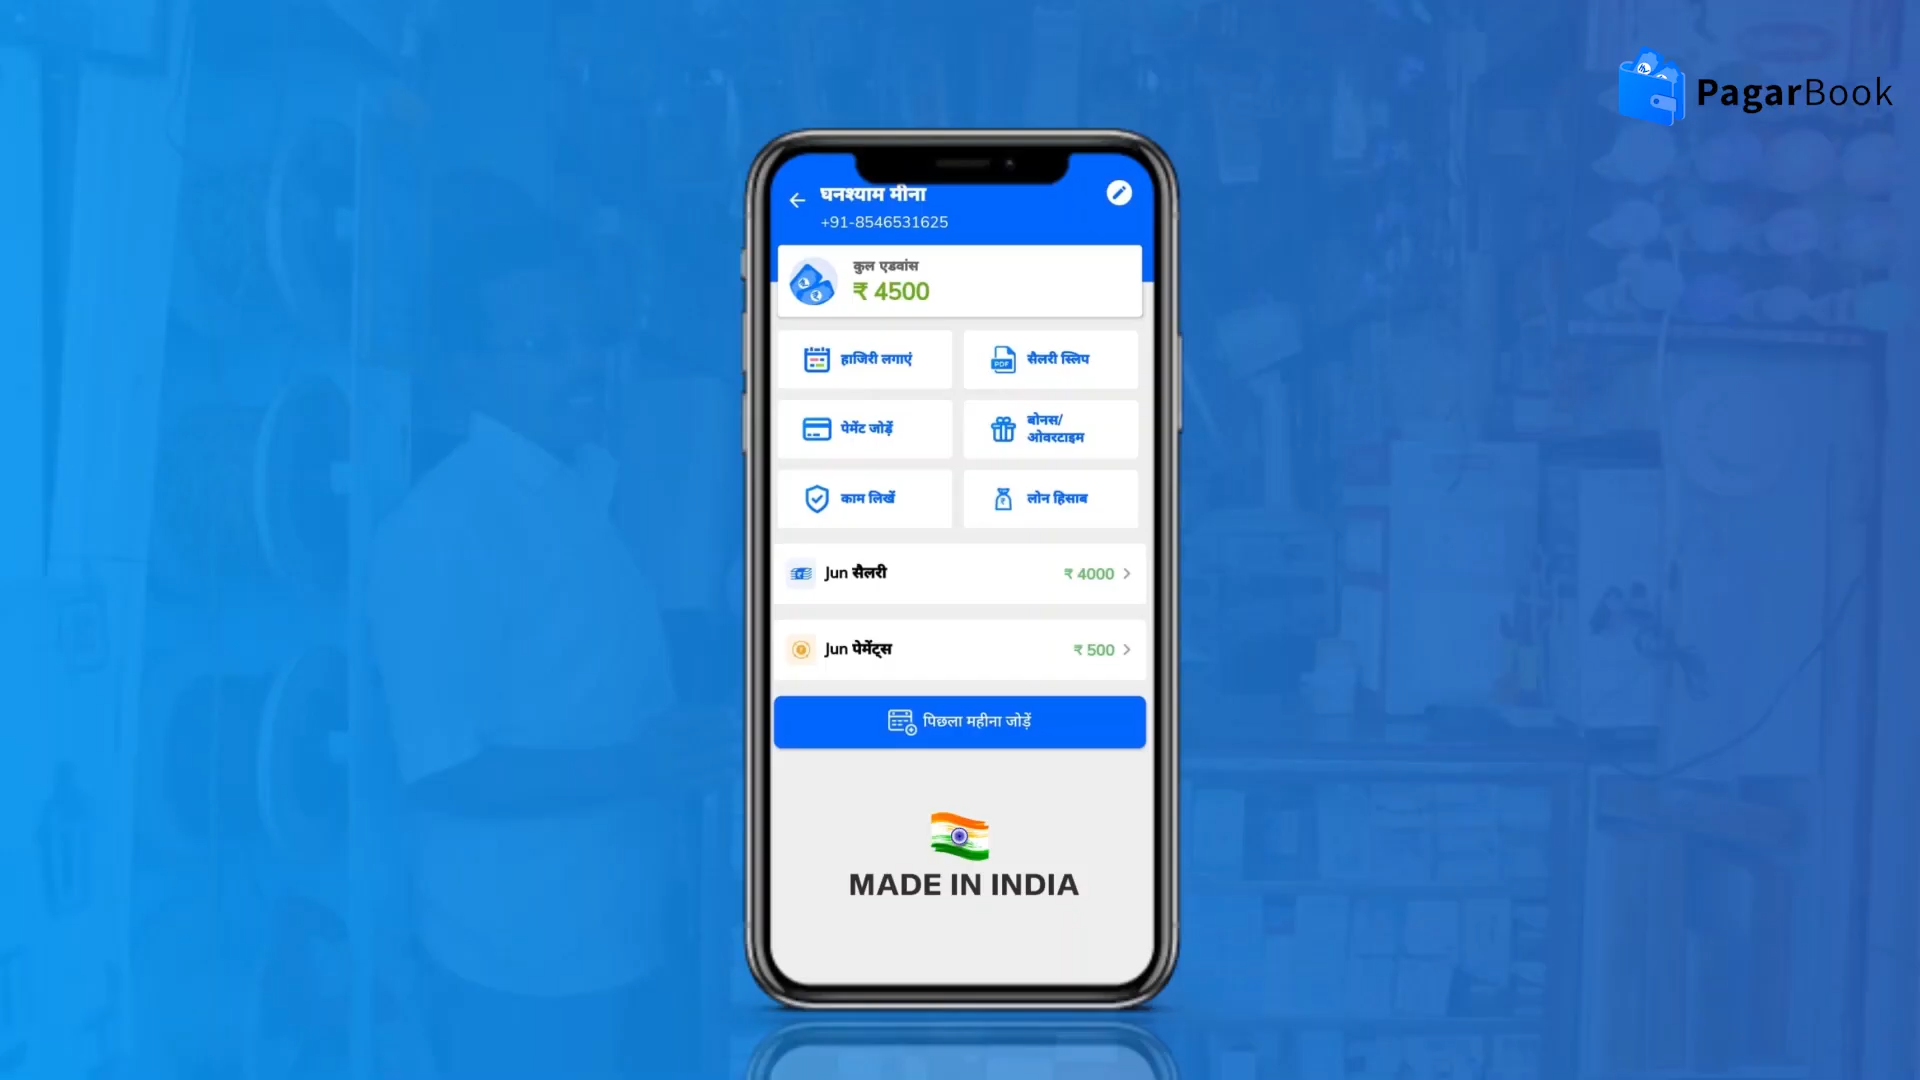 PagarBook
घनश्याम मीना
+91-8546531625
कुल एडवांस
₹ 4500
हाजिरी लगाएं
सैलरी स्लिप
PDF
पेमेंट जोड़ें
बोनस/
ओवरटाइम
काम लिखें
लोन हिसाब
Jun सैलरी
₹ 4000
Jun पेमेंट्स
₹ 500
पिछला महीना जोड़ें
MADE IN INDIA